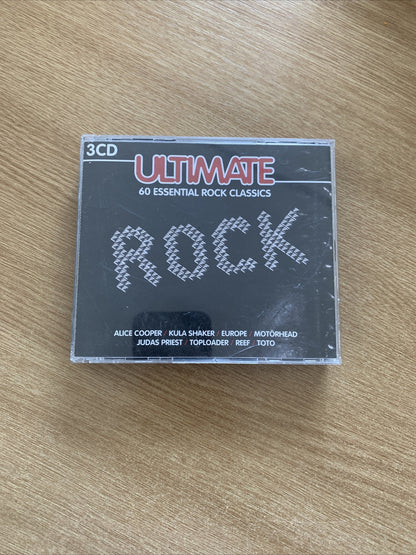 3CD
ULTIMATE
60 ESSENTIAL ROCK CLASSICS
ROCK
ALICE COOPER / KULA SHAKER / EUROPE / MOTÖRHEAD
JUDAS PRIEST / TOPLOADER / REEF / TOTO